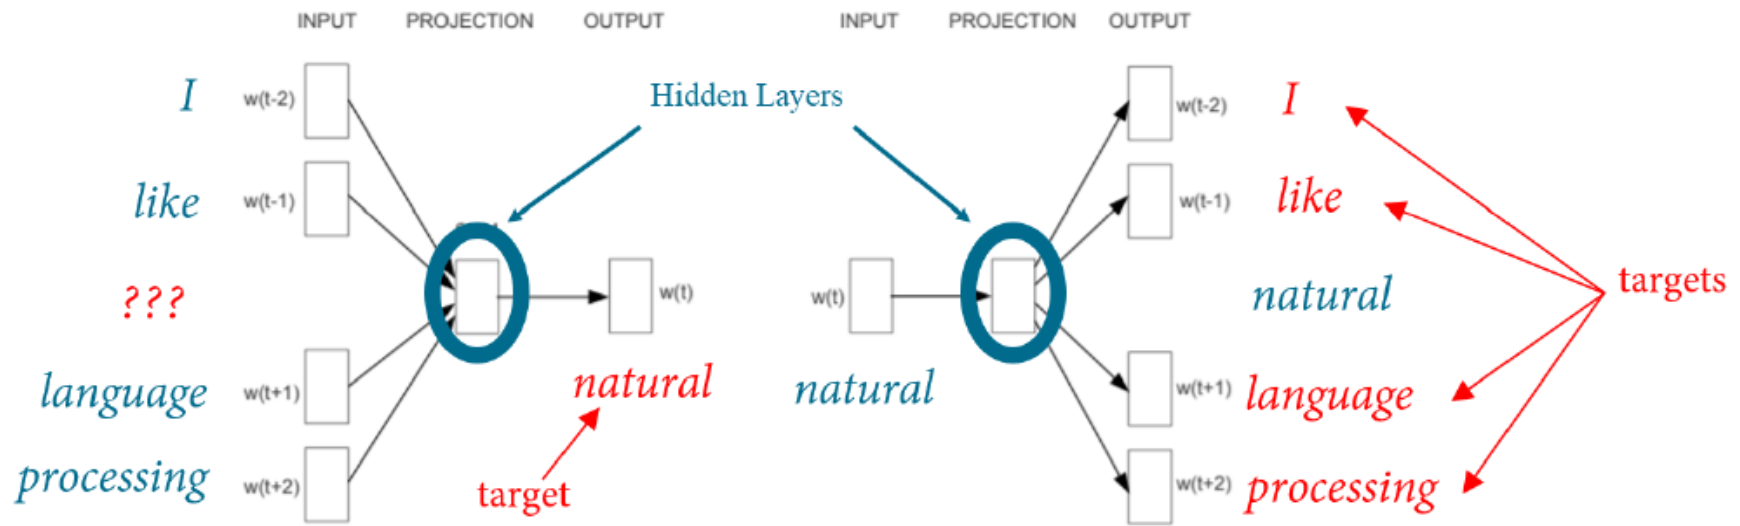 INPUT PROJECTION OUTPUT
I w(t-2)
like w(t-1)
???
language w(t+1)
processing w(t+2)
w(t)
natural
target
Hidden Layers
INPUT PROJECTION OUTPUT
w(t)
natural
w(t-2) I
w(t-1) like
natural
w(t+1) language
w(t+2) processing
targets